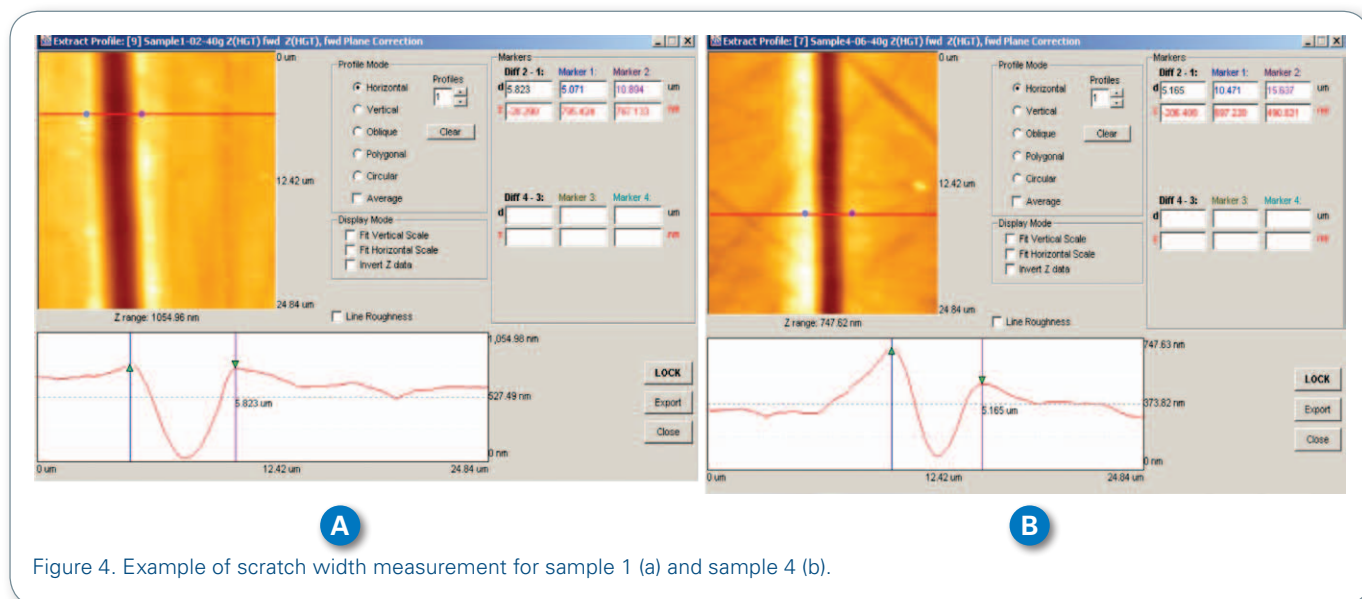 Extract Profile: [9] Sample1-02-40g Z(HGT) fwd Z(HGT), fwd Plane Correction
0 um
12.42 um
24.84 um
Z range: 1054.96 nm
Profile Mode
Horizontal
Vertical
Oblique
Polygonal
Circular
Average
Profiles
1
Clear
Display Mode
Fit Vertical Scale
Fit Horizontal Scale
Invert Z data
Line Roughness
Markers
Diff 2 - 1: Marker 1: Marker 2:
d 5.823 5.071 10.894 um
nm
Diff 4 - 3: Marker 3: Marker 4:
d um
nm
1,054.98 nm
527.49 nm
0 nm
5.823 um
0 um 12.42 um 24.84 um
LOCK
Export
Close
A
Extract Profile: [7] Sample4-06-40g Z(HGT) fwd Z(HGT), fwd Plane Correction
0 um
12.42 um
24.84 um
Z range: 747.62 nm
Profile Mode
Horizontal
Vertical
Oblique
Polygonal
Circular
Average
Profiles
1
Clear
Display Mode
Fit Vertical Scale
Fit Horizontal Scale
Invert Z data
Line Roughness
Markers
Diff 2 - 1: Marker 1: Marker 2:
d 5.165 10.471 15.637 um
nm
Diff 4 - 3: Marker 3: Marker 4:
d um
nm
747.63 nm
373.82 nm
0 nm
5.165 um
0 um 12.42 um 24.84 um
LOCK
Export
Close
B
Figure 4. Example of scratch width measurement for sample 1 (a) and sample 4 (b).